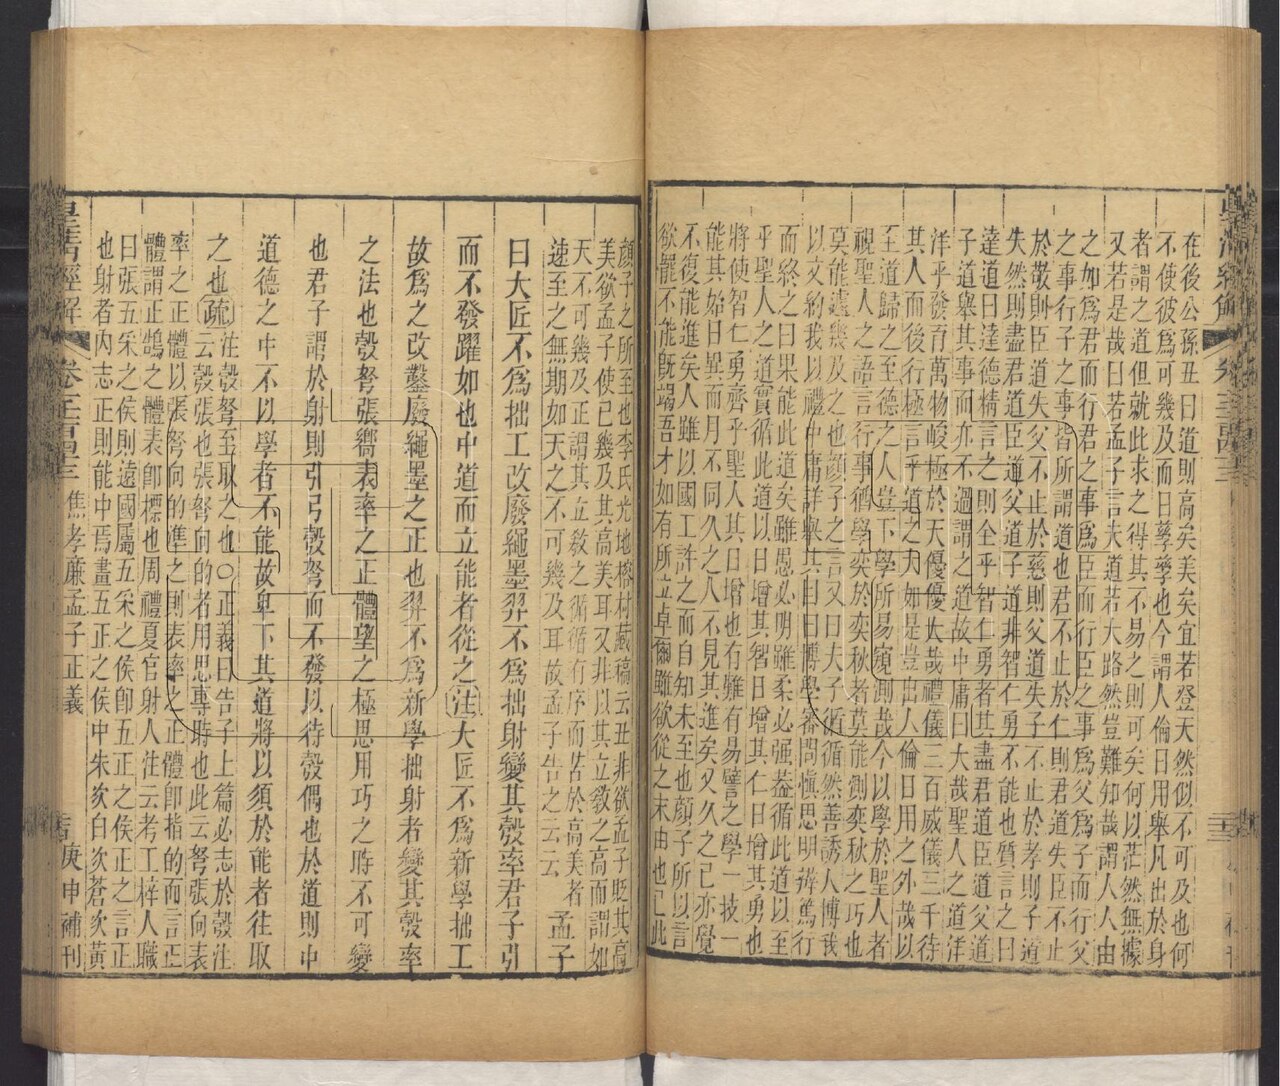 在後公孫丑曰道則高矣美矣宜若登天然似不可及也何
不使彼爲可幾及而日孳孳也今謂人倫日用舉凡出於身
者謂之道但就此求之得其不易之則可矣何以茫然無據
又若是哉曰若孟子言夫道若大路然豈難知哉謂人人由
之如爲君而行君之事爲臣而行臣之事爲父爲子而行父
之事行子之事皆所謂道也君不止於仁則君道失臣不止
於敬則臣道失父不止於慈則父道失子不止於孝則子道
失然則盡君道臣道父道子道非智仁勇不能也質言之曰
達道曰達德精言之則全乎智仁勇者其盡君道臣道父道
子道舉其事而亦不過謂之道故中庸曰大哉聖人之道洋
洋乎發育萬物峻極於天優優大哉禮儀三百威儀三千待
其人而後行極言乎道之大如是豈出人倫日用之外哉以
至道歸之至德之人豈下學所易窺測哉今以學於聖人者
視聖人之語言行事猶學奕於奕秋者莫能測奕秋之巧也
莫能遽幾及之也顏子之言又曰夫子循循然善誘人博我
以文約我以禮中庸詳舉其目曰博學審問愼思明辨篤行
而終之曰果能此道矣雖愚必明雖柔必强葢循此道以至
乎聖人之道實循此道以日增其智日增其仁日增其勇也
將使智仁勇齊乎聖人其日增也有難有易譬之學一技一
能其始日異而月不同久之人不見其進矣又久之己亦覺
不復能進矣人雖以國工許之而自知未至也顏子所以言
欲罷不能旣竭吾才如有所立卓爾雖欲從之末由也已此
顏子之所至也李氏光地榕村藏稿云丑非欲孟子貶其高
美欲孟子使已幾及其高美耳又非以其立敎之高而謂如
天不可幾及正謂其立敎之循循有序而苦於高美者
速至之無期如天之不可幾及耳故孟子告之云云
孟子
曰大匠不爲拙工改廢繩墨羿不爲拙射變其彀率君子引
而不發躍如也中道而立能者從之注大匠不爲新學拙工
故爲之改鑿廢繩墨之正也羿不爲新學拙射者變其彀率
之法也彀弩張嚮表率之正體望之極思用巧之時不可變
也君子謂於射則引弓彀弩而不發以待彀偶也於道則中
道德之中不以學者不能故卑下其道將以須於能者往取
之也疏
注彀弩至取之也〇正義曰告子上篇必志於彀注
云彀張也張弩向的者用思專時也此云弩張向表
率之正體以張弩向的準之則表率之正體卽指的而言正
體謂正鵠之體表卽標也周禮夏官射人注云考工梓人職
曰張五采之侯則遠國屬五采之侯卽五正之侯正之言正
也射者內志正則能中焉畫五正之侯中朱次白次蒼次黃
焦孝廉孟子正義
庚申補刊